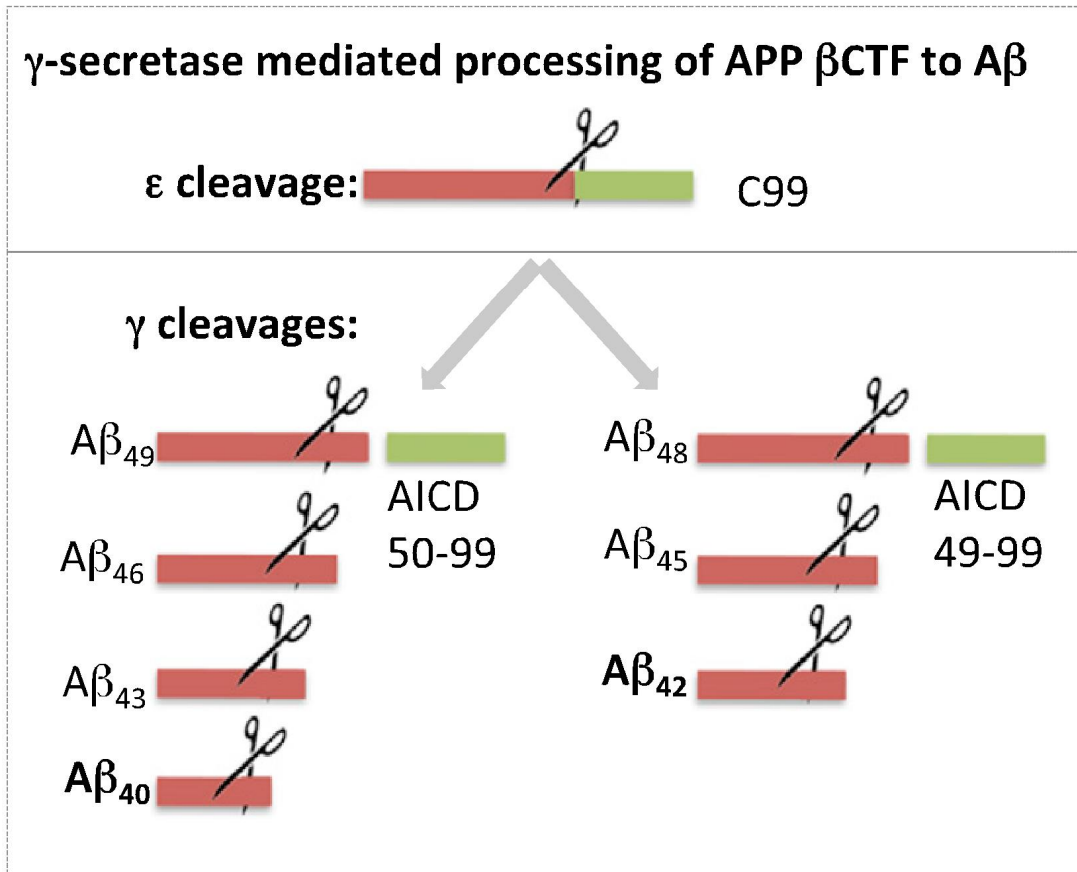 γ-secretase mediated processing of APP βCTF to Aβ
ε cleavage:
C99
γ cleavages:
Aβ49
AICD
50-99
Aβ46
Aβ43
Aβ40
Aβ48
AICD
49-99
Aβ45
Aβ42